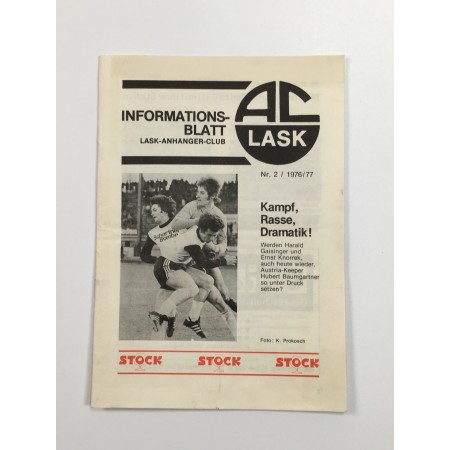 INFORMATIONS-
BLATT
LASK-ANHANGER-CLUB
AC
LASK
Nr. 2 / 1976/77
Kampf,
Rasse,
Dramatik!
Werden Harald
Gaisinger und
Ernst Knorrek,
auch heute wieder,
Austria-Keeper
Hubert Baumgartner
so unter Druck
setzen?
Foto: K. Prokosch
STOCK STOCK STOCK